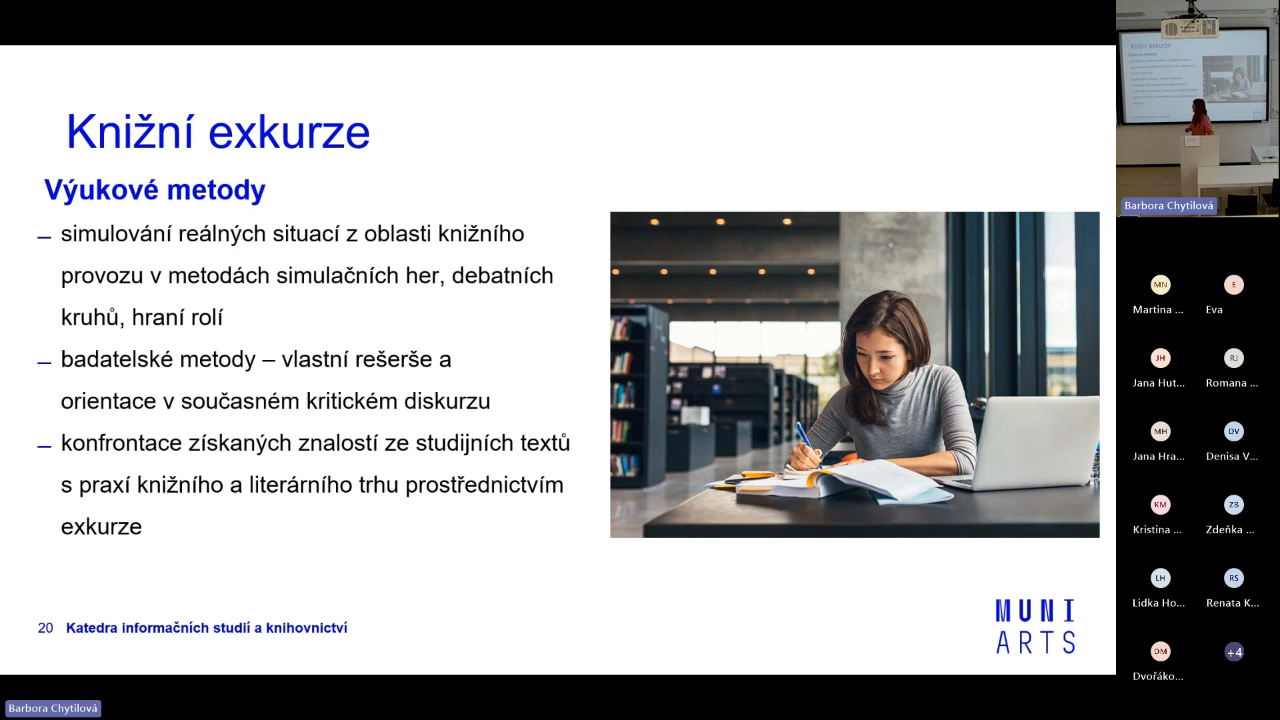 Knižní exkurze
Výukové metody
– simulování reálných situací z oblasti knižního
provozu v metodách simulačních her, debatních
kruhů, hraní rolí
– badatelské metody – vlastní rešerše a
orientace v současném kritickém diskurzu
– konfrontace získaných znalostí ze studijních textů
s praxí knižního a literárního trhu prostřednictvím
exkurze
20 Katedra informačních studií a knihovnictví
MUNI
ARTS
Barbora Chytilová
Knižní exkurze
Barbora Chytilová
MN E
Martina ... Eva
JH RJ
Jana Hut... Romana ...
MH DV
Jana Hra... Denisa V...
KM ZB
Kristina ... Zdeňka ...
LH RS
Lidka Ho... Renata K...
DM +4
Dvořáko...